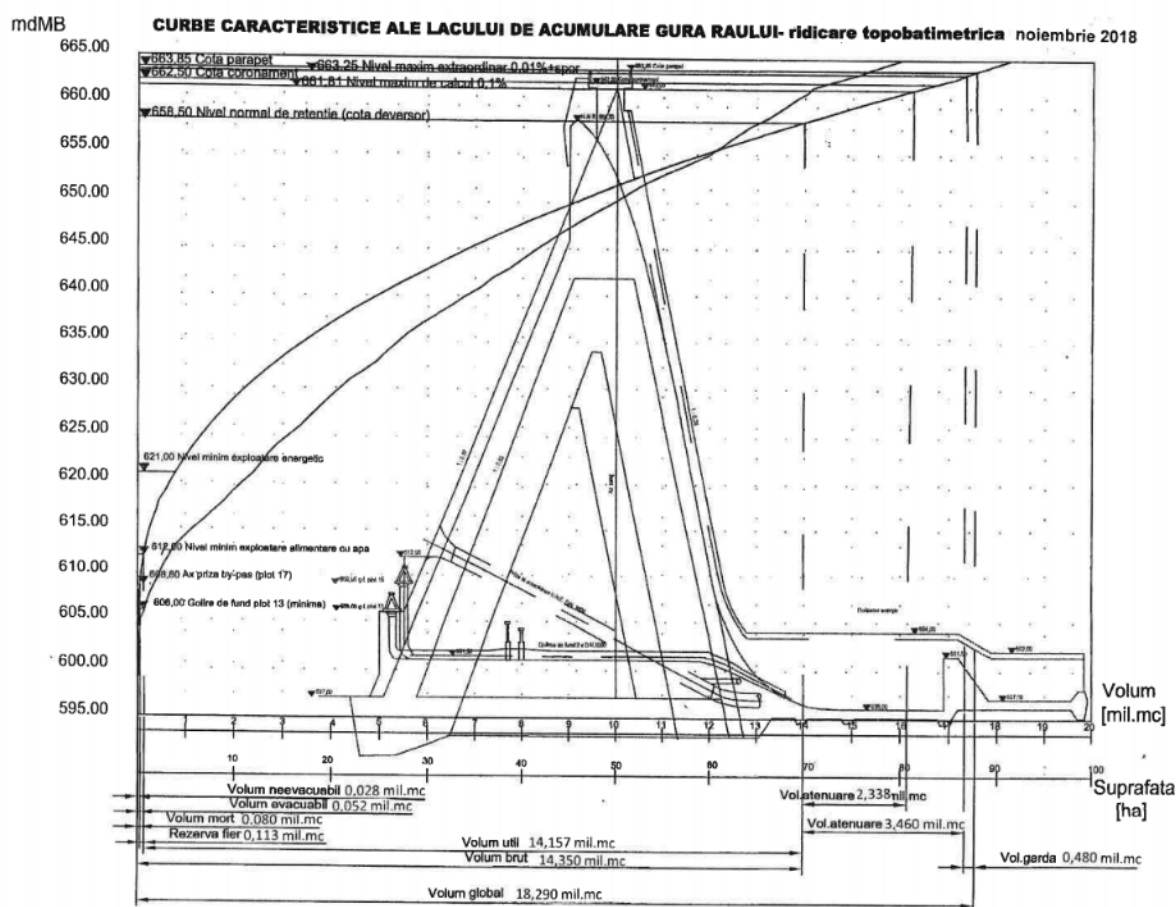 mdMB
CURBE CARACTERISTICE ALE LACULUI DE ACUMULARE GURA RAULUI- ridicare topobatimetrica noiembrie 2018
665.00
663,85 Cota parapet
663,25 Nivel maxim extraordinar 0,01%+spor
662,50 Cota coronament
661,81 Nivel maxim de calcul 0,1%
660.00
658,50 Nivel normal de retentie (cota deversor)
655.00
650.00
645.00
640.00
635.00
630.00
625.00
621,00 Nivel minim exploatare energetic
620.00
615.00
612,00 Nivel minim exploatare alimentare cu apa
610.00
Ax priza by-pas (plot 17)
606,00 Golire de fund plot 13 (minima)
605.00
600.00
595.00
Volum
[mil.mc]
1 2 3 4 5 6 7 8 9 10 11 12 13 14 15 16 17 18 19 20
10 20 30 40 50 60 70 80 90 100
Suprafata
[ha]
Volum neevacuabil 0,028 mil.mc
Volum evacuabil 0,052 mil.mc
Volum mort 0,080 mil.mc
Rezerva fier 0,113 mil.mc
Vol.atenuare 2,338 mil.mc
Vol.atenuare 3,460 mil.mc
Volum util 14,157 mil.mc
Volum brut 14,350 mil.mc
Vol.garda 0,480 mil.mc
Volum global 18,290 mil.mc